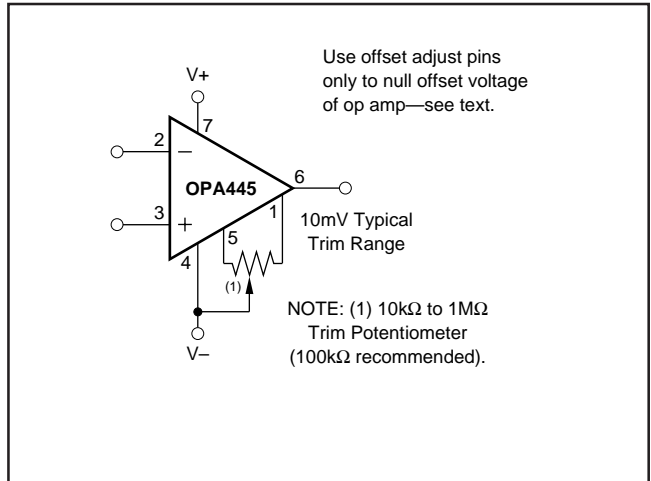 Use offset adjust pins
only to null offset voltage
of op amp—see text.
V+
7
2
–
OPA445
6
3
+
1
5
4
10mV Typical
Trim Range
(1)
NOTE: (1) 10kΩ to 1MΩ
Trim Potentiometer
(100kΩ recommended).
V–